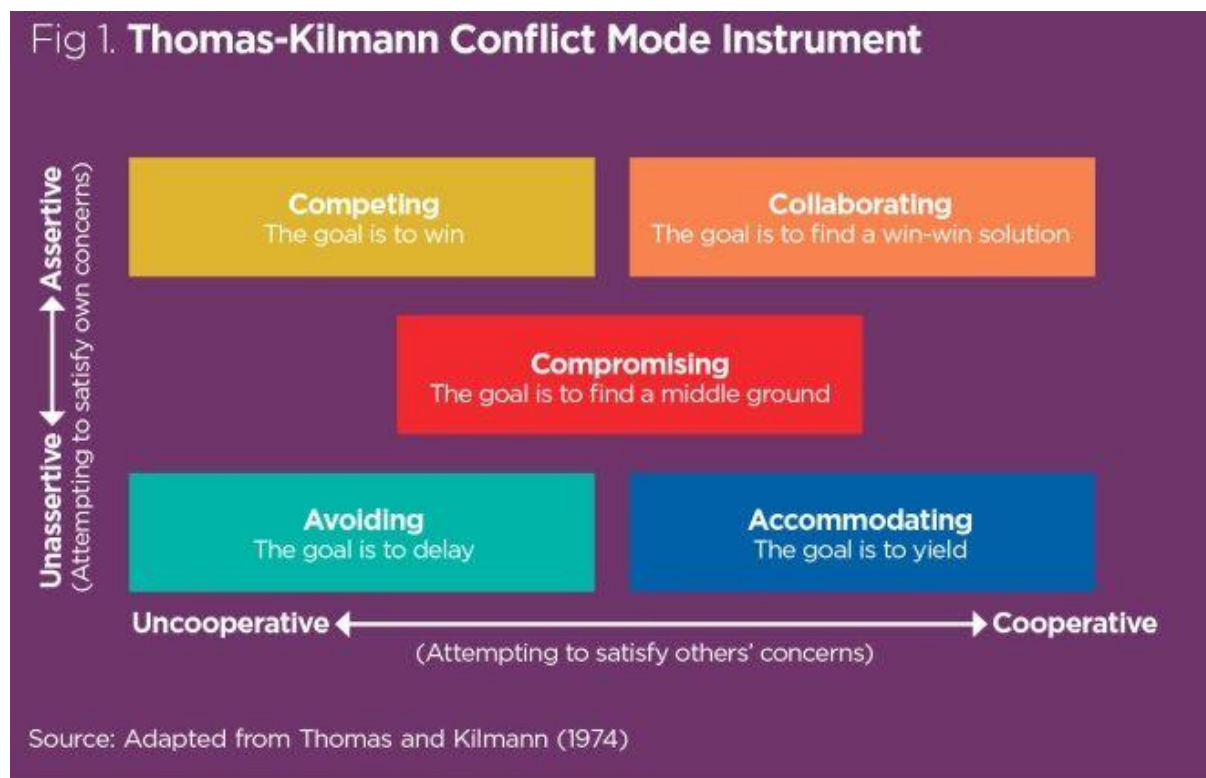 Fig 1. Thomas-Kilmann Conflict Mode Instrument
Assertive
Unassertive
(Attempting to satisfy own concerns)
Competing
The goal is to win
Collaborating
The goal is to find a win-win solution
Compromising
The goal is to find a middle ground
Avoiding
The goal is to delay
Accommodating
The goal is to yield
Uncooperative
Cooperative
(Attempting to satisfy others’ concerns)
Source: Adapted from Thomas and Kilmann (1974)